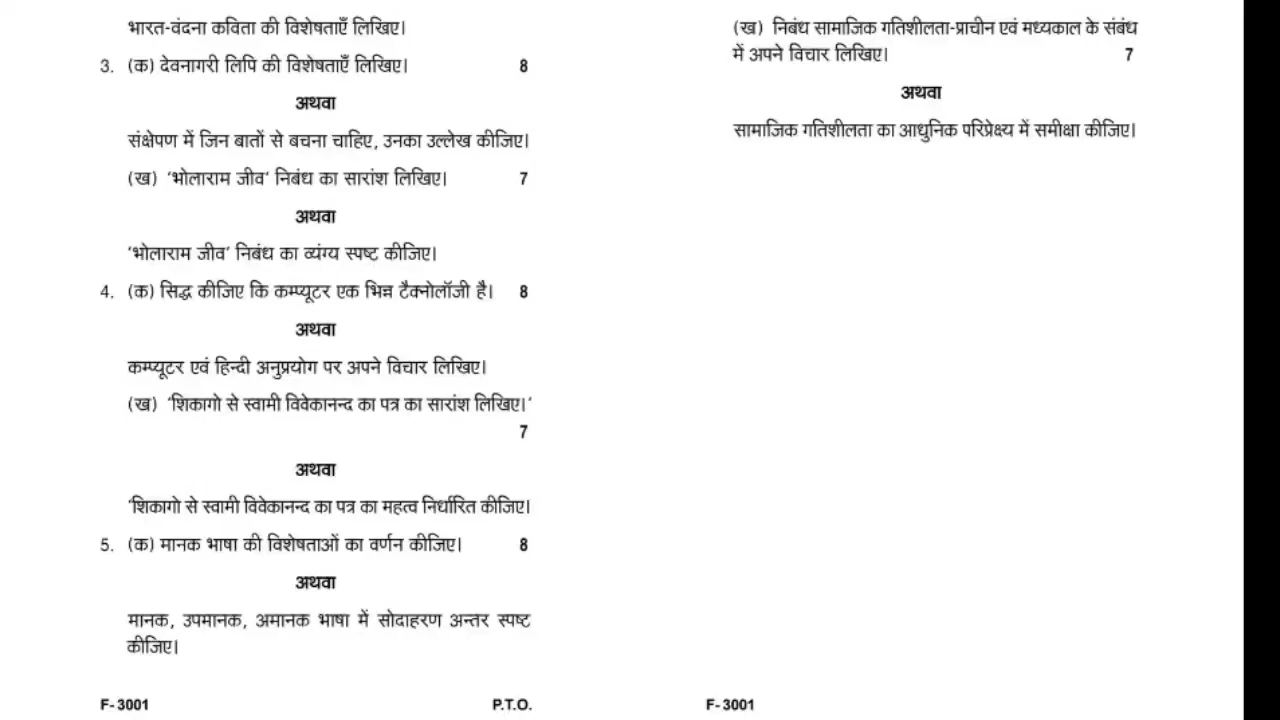 भारत-वंदना कविता की विशेषताएँ लिखिए।
3. (क) देवनागरी लिपि की विशेषताएँ लिखिए। 8
अथवा
संक्षेपण में जिन बातों से बचना चाहिए, उनका उल्लेख कीजिए।
(ख) ‘भोलाराम जीव’ निबंध का सारांश लिखिए। 7
अथवा
‘भोलाराम जीव’ निबंध का व्यंग्य स्पष्ट कीजिए।
4. (क) सिद्ध कीजिए कि कम्प्यूटर एक भिन्न टैक्नोलॉजी है। 8
अथवा
कम्प्यूटर एवं हिन्दी अनुप्रयोग पर अपने विचार लिखिए।
(ख) ‘शिकागो से स्वामी विवेकानन्द का पत्र का सारांश लिखिए।’
7
अथवा
‘शिकागो से स्वामी विवेकानन्द का पत्र का महत्व निर्धारित कीजिए।
5. (क) मानक भाषा की विशेषताओं का वर्णन कीजिए। 8
अथवा
मानक, उपमानक, अमानक भाषा में सोदाहरण अन्तर स्पष्ट
कीजिए।
F-3001 P.T.O.
(ख) निबंध सामाजिक गतिशीलता-प्राचीन एवं मध्यकाल के संबंध
में अपने विचार लिखिए। 7
अथवा
सामाजिक गतिशीलता का आधुनिक परिप्रेक्ष्य में समीक्षा कीजिए।
F-3001